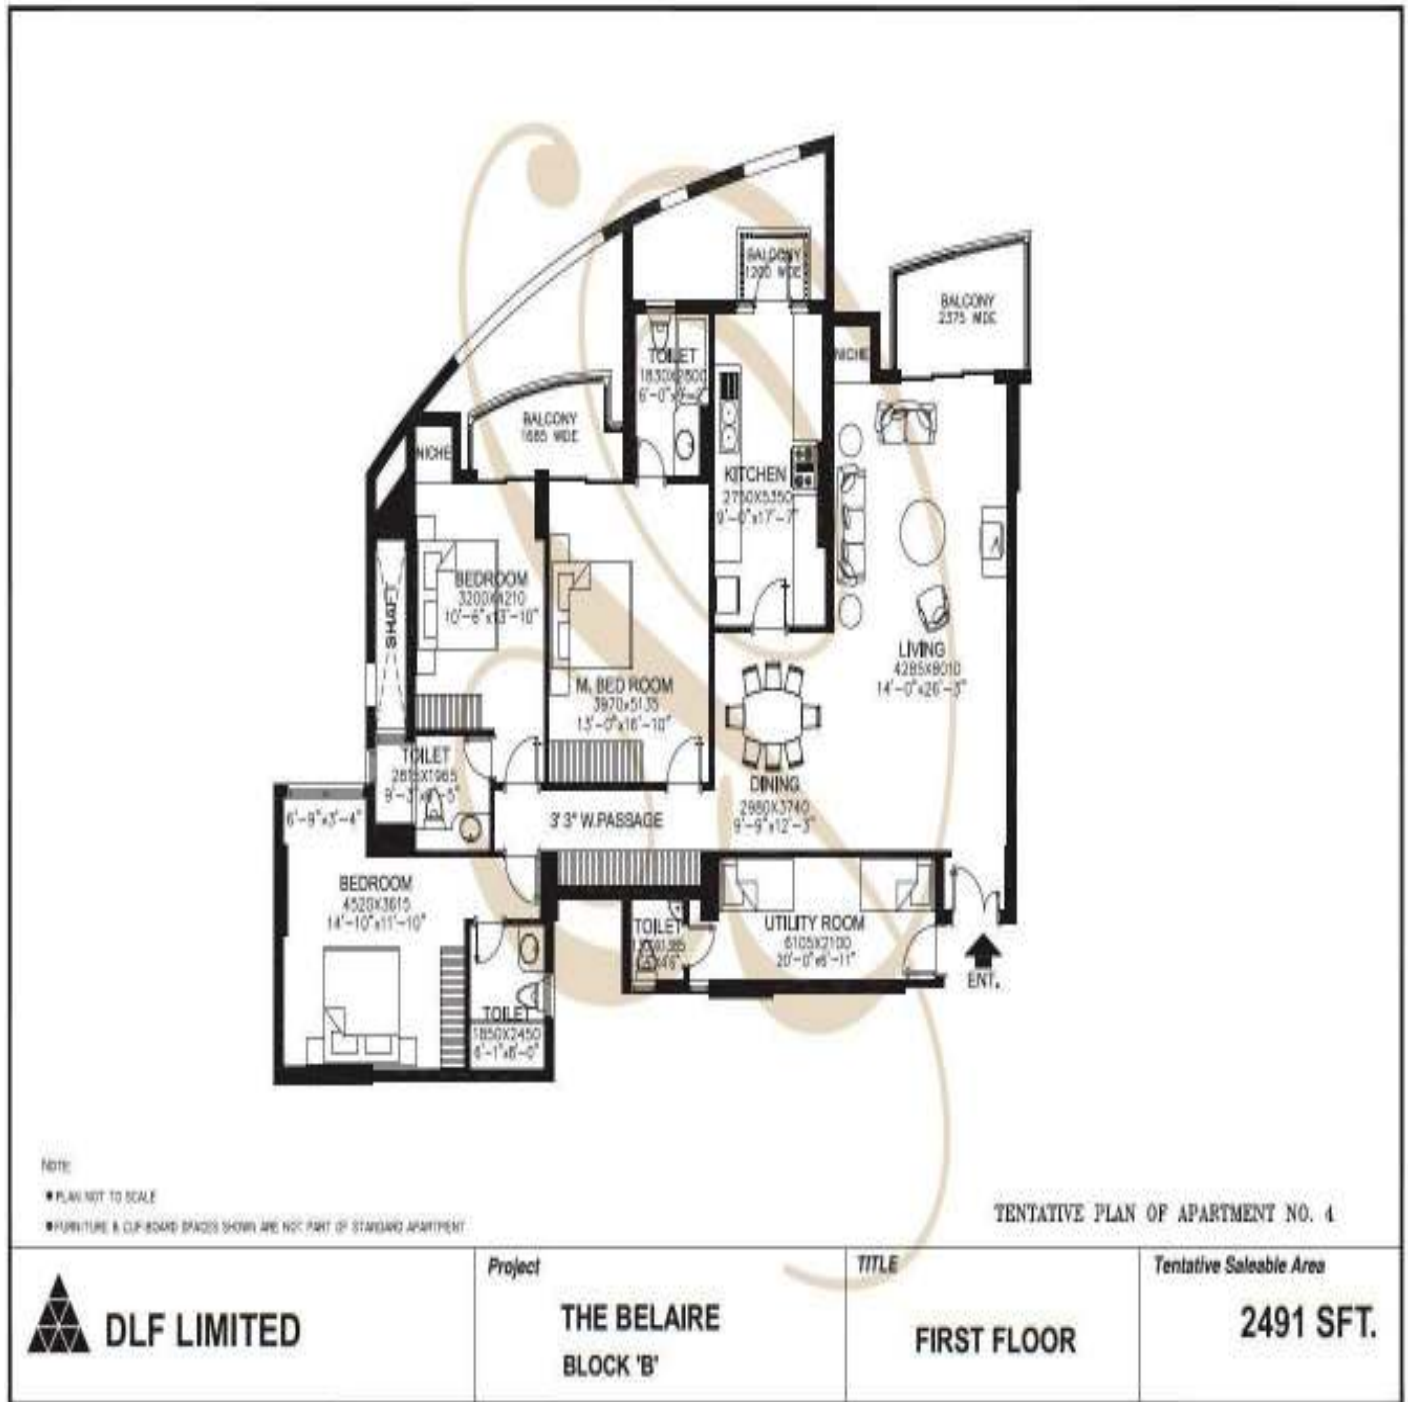 BALCONY
1200 WDE
BALCONY
2375 WDE
TOILET
1830X2800
NICHE
BALCONY
1685 WDE
NICHE
KITCHEN
2750X5350
9'-0"x17'-7"
BEDROOM
3200X4210
10'-6"x13'-10"
SHAFT
LIVING
4285X8010
14'-0"x26'-3"
M. BED ROOM
3970x5135
13'-0"x16'-10"
TOILET
2815X1965
DINING
2980X3740
9'-9"x12'-3"
6'-9"x3'-4"
3'3" W.PASSAGE
BEDROOM
4520X3615
14'-10"x11'-10"
TOILET
UTILITY ROOM
6105X2100
20'-0"x6'-11"
ENT.
TOILET
1850X2450
6'-1"x8'-0"
NOTE:
PLAN NOT TO SCALE
FURNITURE & CUP-BOARD SPACES SHOWN ARE NOT PART OF STANDARD APARTMENT
TENTATIVE PLAN OF APARTMENT NO. 4
DLF LIMITED
Project
THE BELAIRE
BLOCK 'B'
TITLE
FIRST FLOOR
Tentative Saleable Area
2491 SFT.